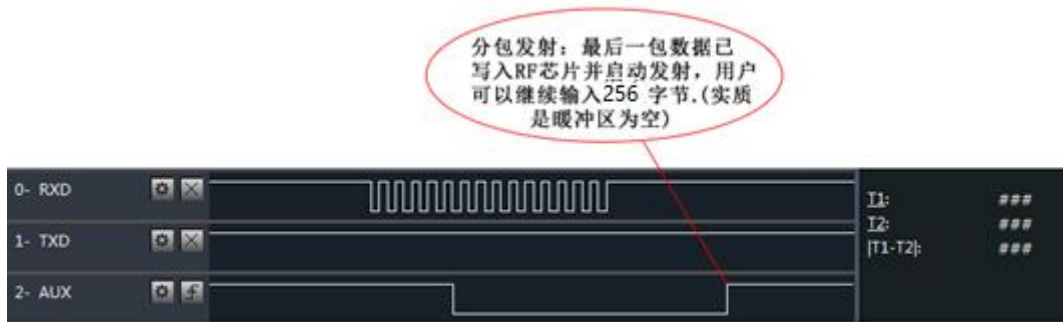 分包发射：最后一包数据已
写入RF芯片并启动发射，用户
可以继续输入256 字节.(实质
是暖冲区为空)
0- RXD
T1: ###
T2: ###
1- TXD
|T1-T2|: ###
2- AUX